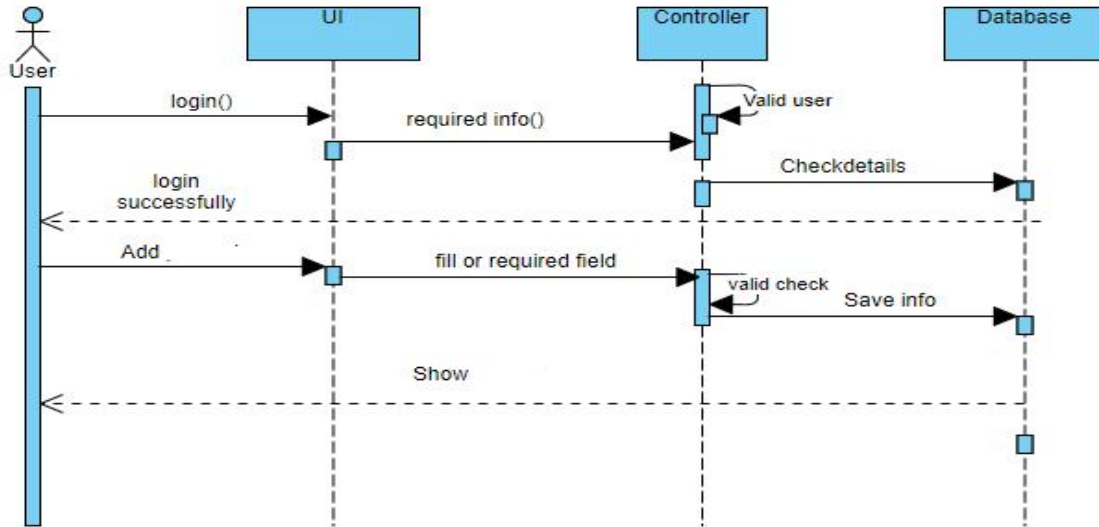 UI
Controller
Database
User
login()
Valid user
required info()
Checkdetails
login
successfully
Add
fill or required field
valid check
Save info
Show